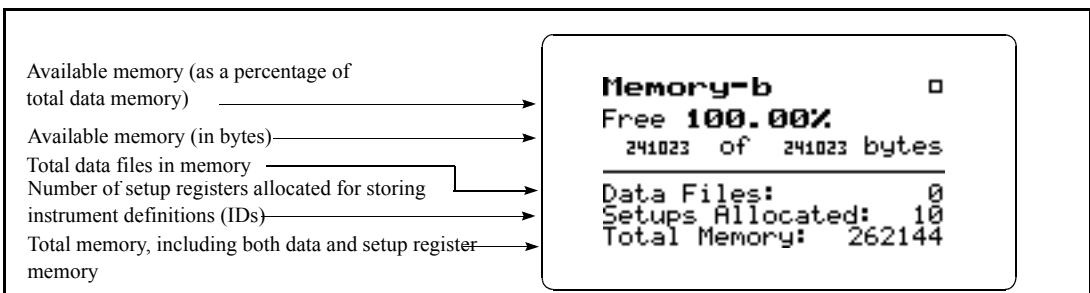 Available memory (as a percentage of
total data memory)
Available memory (in bytes)
Total data files in memory
Number of setup registers allocated for storing
instrument definitions (IDs)
Total memory, including both data and setup register
memory
Memory-b
Free 100.00%
241023 of 241023 bytes
Data Files: 0
Setups Allocated: 10
Total Memory: 262144